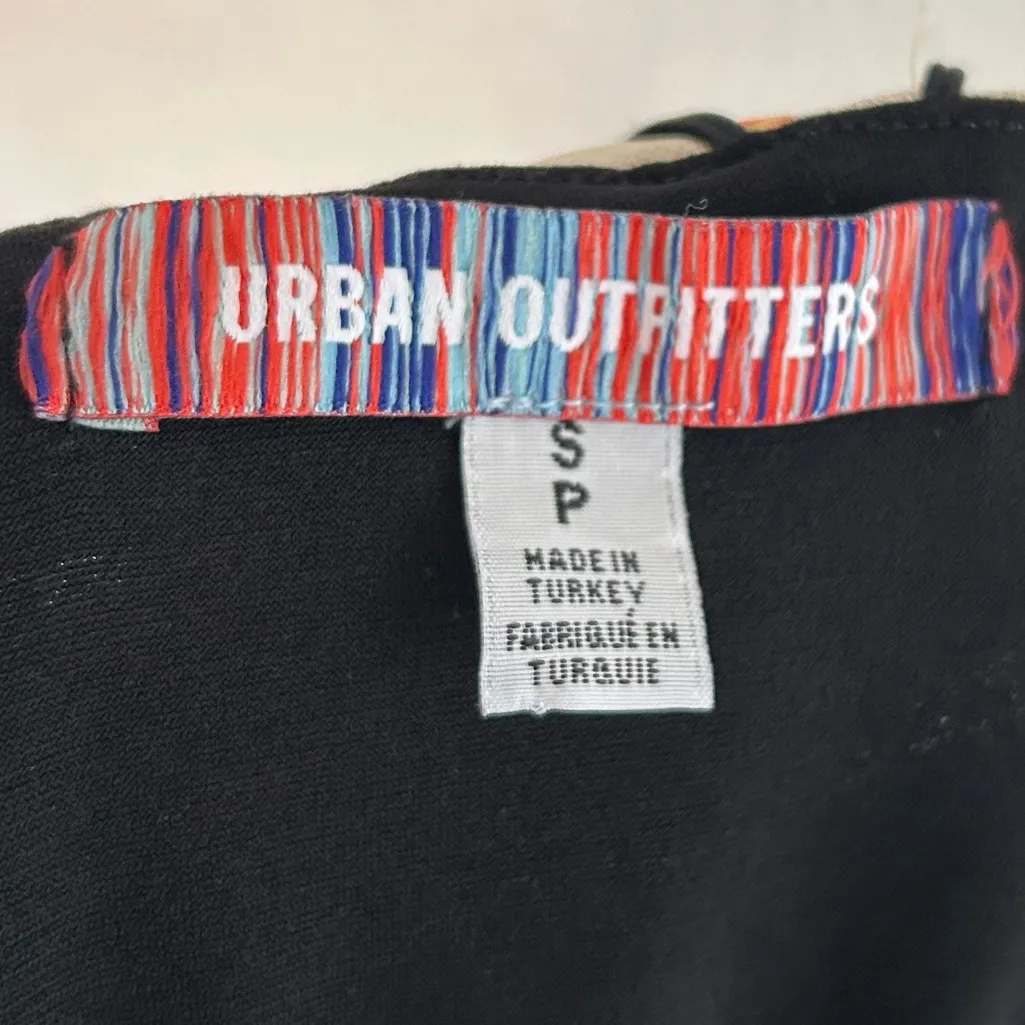 URBAN OUTFITTERS
S
P
MADE IN
TURKEY
FABRIQUÉ EN
TURQUIE